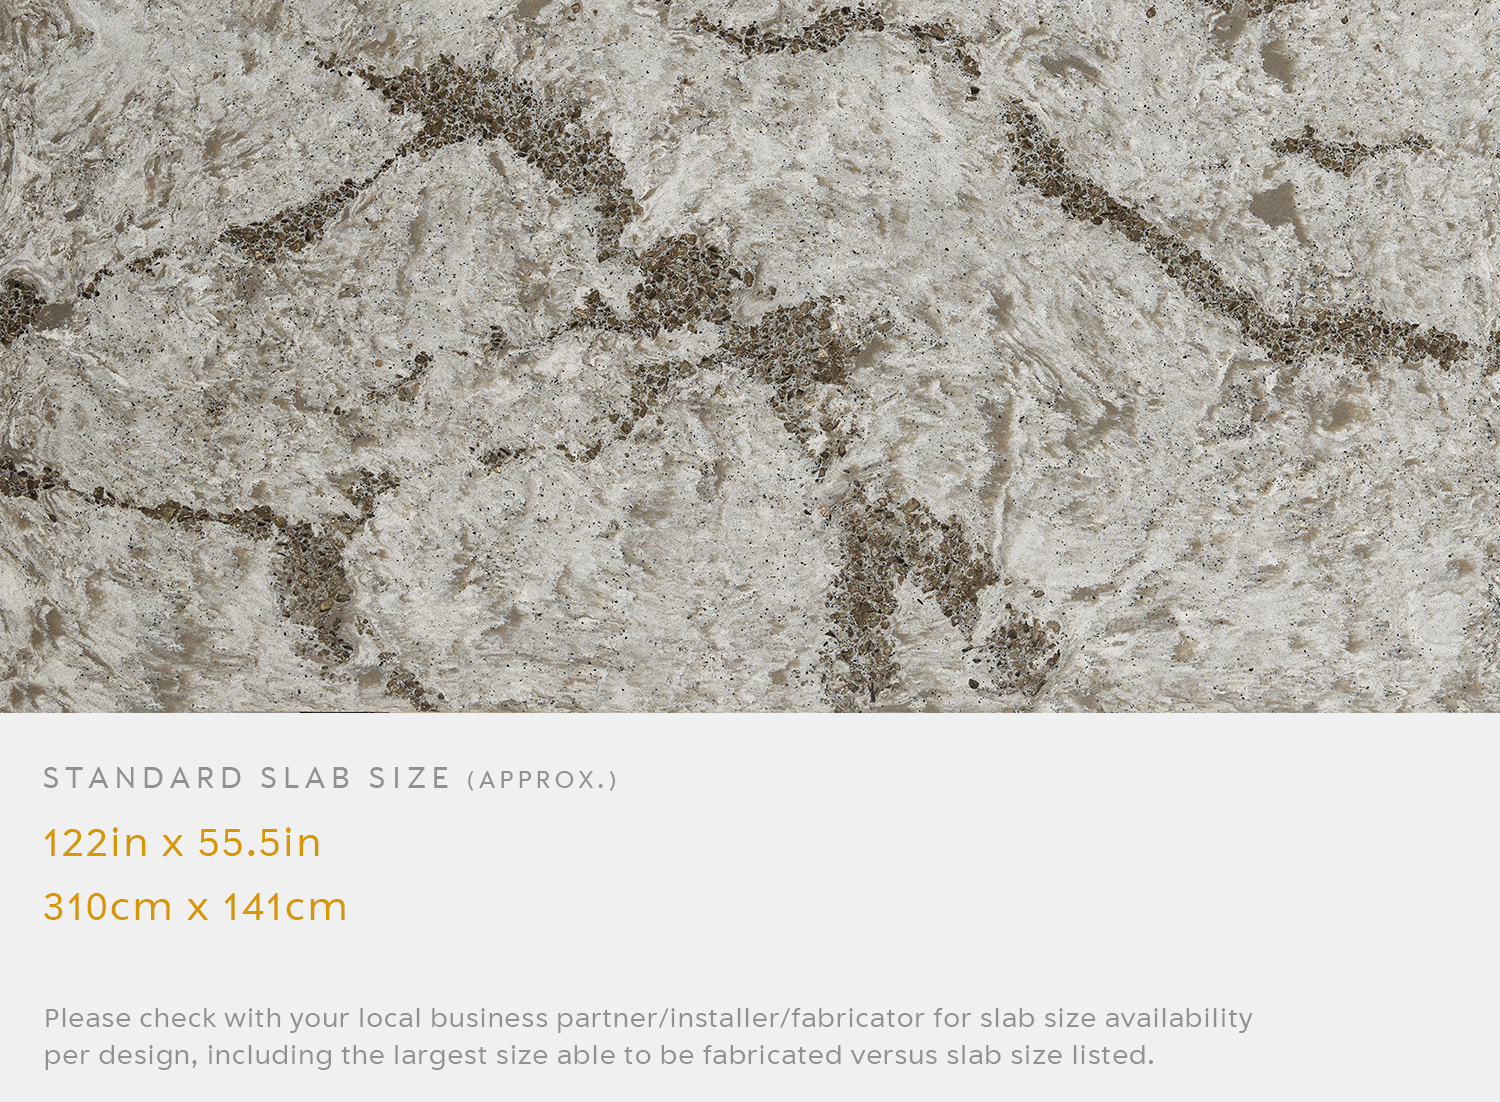 STANDARD SLAB SIZE (APPROX.)
122in x 55.5in
310cm x 141cm
Please check with your local business partner/installer/fabricator for slab size availability
per design, including the largest size able to be fabricated versus slab size listed.